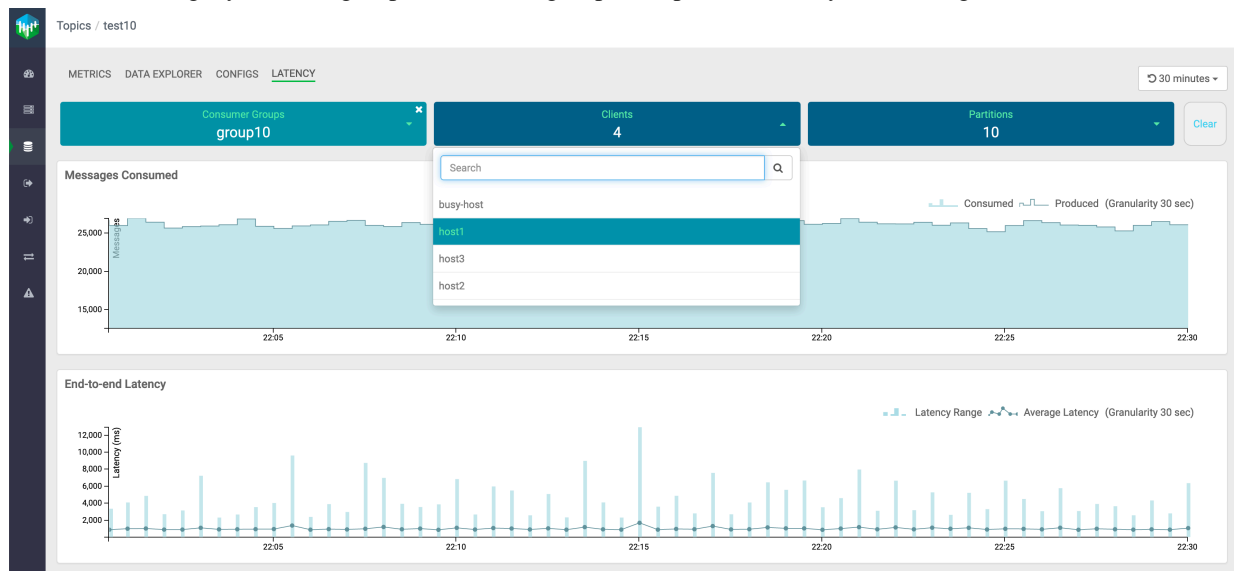 Topics / test10
METRICS DATA EXPLORER CONFIGS LATENCY
30 minutes
Consumer Groups
group10
Clients
4
Partitions
10
Clear
Search
busy-host
host1
host3
host2
Messages Consumed
Consumed Produced (Granularity 30 sec)
Messages
25,000
20,000
15,000
22:05 22:10 22:15 22:20 22:25 22:30
End-to-end Latency
Latency Range Average Latency (Granularity 30 sec)
Latency (ms)
12,000
10,000
8,000
6,000
4,000
2,000
22:05 22:10 22:15 22:20 22:25 22:30